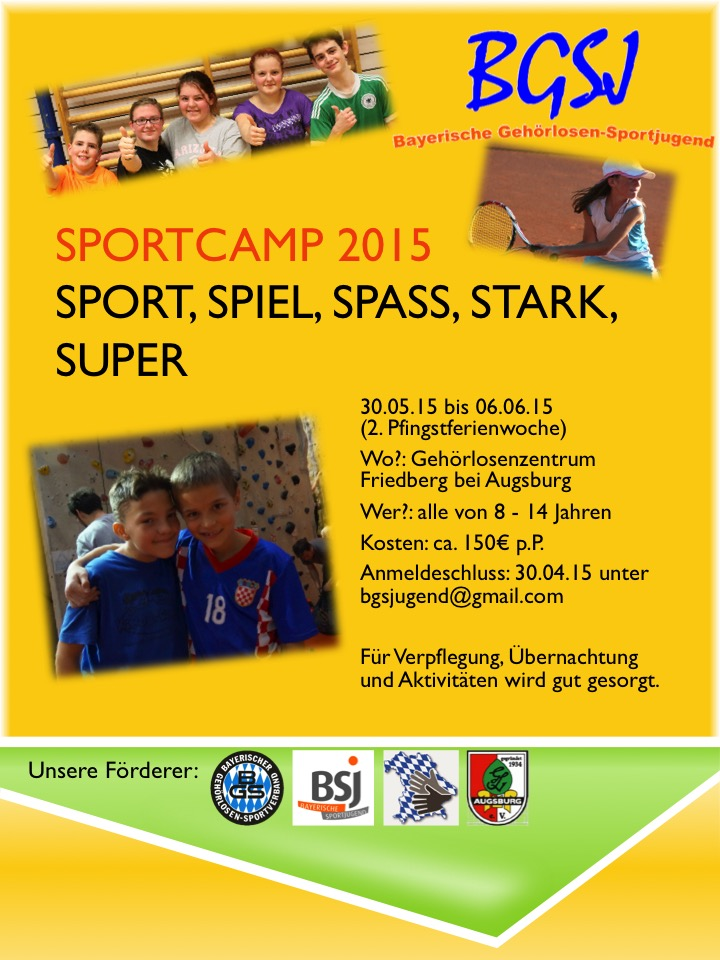 BGSJ
Bayerische Gehörlosen-Sportjugend
SPORTCAMP 2015
SPORT, SPIEL, SPASS, STARK,
SUPER
30.05.15 bis 06.06.15
(2. Pfingstferienwoche)
Wo?: Gehörlosenzentrum
Friedberg bei Augsburg
Wer?: alle von 8 - 14 Jahren
Kosten: ca. 150€ p.P.
Anmeldeschluss: 30.04.15 unter
bgsjugend@gmail.com
Für Verpflegung, Übernachtung
und Aktivitäten wird gut gesorgt.
18
Unsere Förderer:
BAYERISCHER
GEHÖRLOSEN-SPORTVERBAND
BGS
BSj
BAYERISCHE
SPORTJUGEND
gegründet
1934
AUGSBURG
e. V.